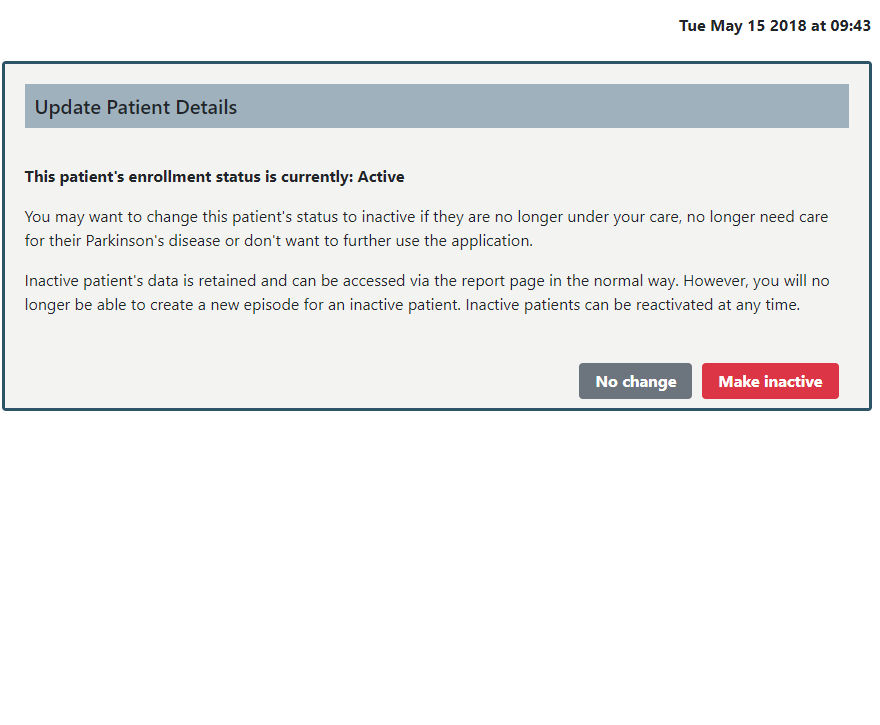 Tue May 15 2018 at 09:43
Update Patient Details
This patient's enrollment status is currently: Active
You may want to change this patient's status to inactive if they are no longer under your care, no longer need care
for their Parkinson's disease or don't want to further use the application.
Inactive patient's data is retained and can be accessed via the report page in the normal way. However, you will no
longer be able to create a new episode for an inactive patient. Inactive patients can be reactivated at any time.
No change
Make inactive